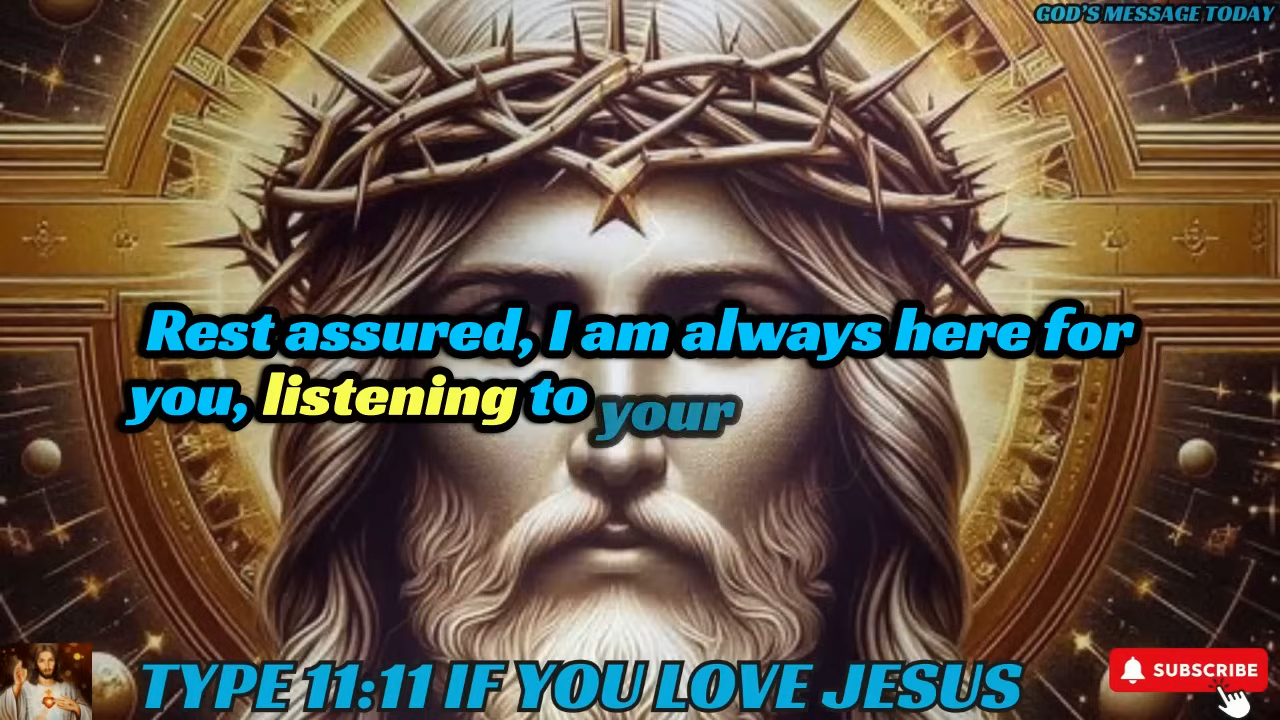 GOD'S MESSAGE TODAY
Rest assured, I am always here for
you, listening to your
TYPE 11:11 IF YOU LOVE JESUS
SUBSCRIBE